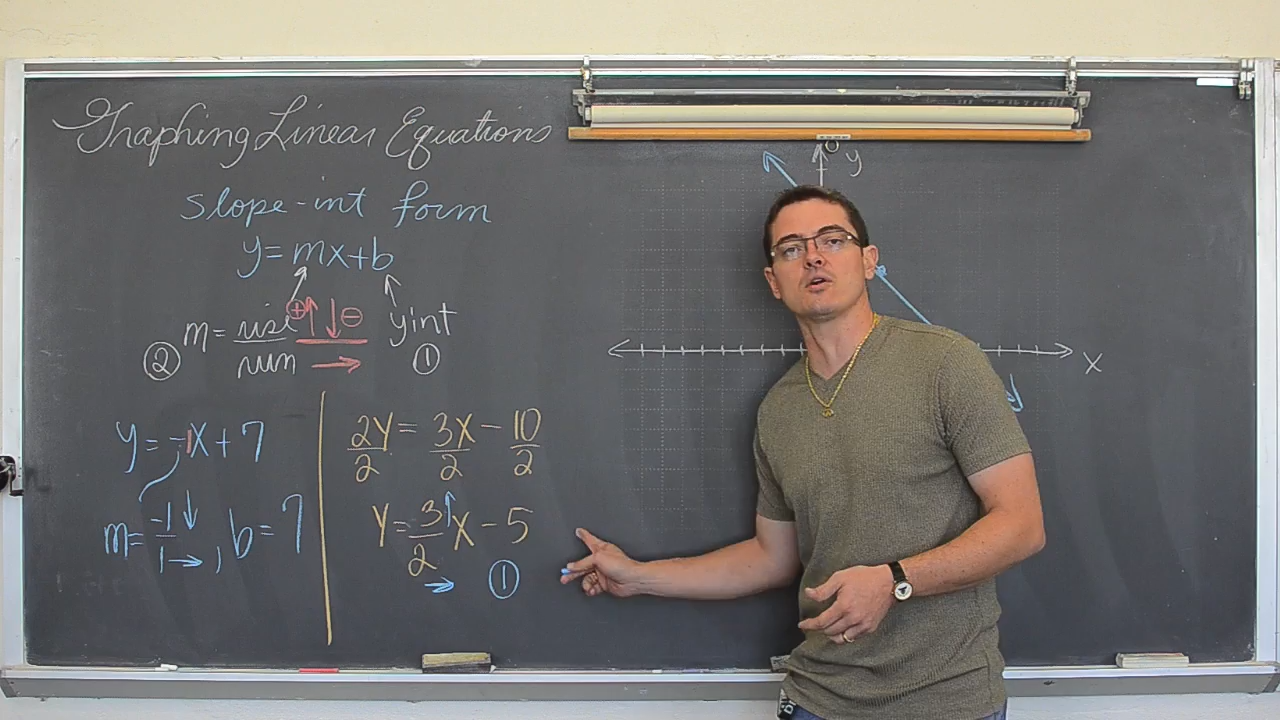 Graphing Linear Equations
slope-int form
y=mx+b
m= rise/run ⊕ ↑ ↓ ⊖ → yint
② ①
y=-1x+7
m= -1/1 ↓ → , b=7
2y/2 = 3x/2 - 10/2
y= 3/2 x - 5
↑ → ①
y
x